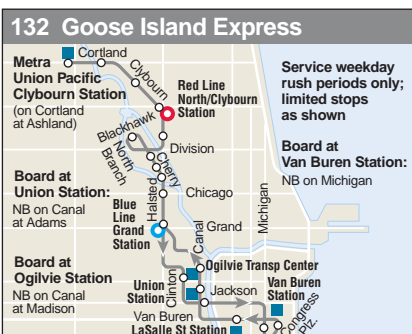 132 Goose Island Express
Metra
Union Pacific
Clybourn Station
(on Cortland
at Ashland)
Cortland
Clybourn
Red Line
North/Clybourn
Station
Service weekday
rush periods only;
limited stops
as shown
Board at
Van Buren Station:
NB on Michigan
Blackhawk
Division
North
Branch
Cherry
Halsted
Chicago
Board at
Union Station:
NB on Canal
at Adams
Blue
Line
Grand
Station
Canal
Grand
Michigan
Board at
Ogilvie Station
NB on Canal
at Madison
Ogilvie Transp Center
Clinton
Union
Station
Jackson
Van Buren
Station
Congress
Plz.
Van Buren
LaSalle St Station